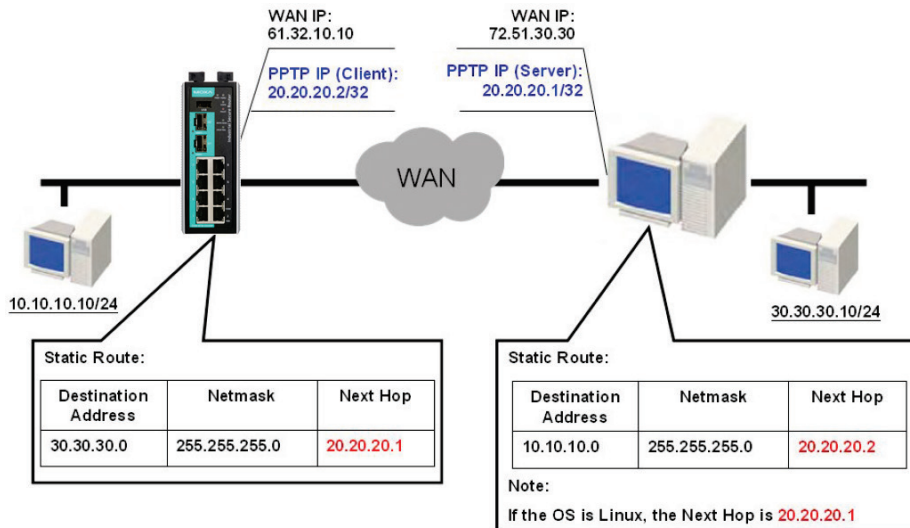 WAN IP:
61.32.10.10
PPTP IP (Client):
20.20.20.2/32
WAN IP:
72.51.30.30
PPTP IP (Server):
20.20.20.1/32
WAN
10.10.10.10/24
30.30.30.10/24
Static Route:
Destination Address Netmask Next Hop
30.30.30.0 255.255.255.0 20.20.20.1
Static Route:
Destination Address Netmask Next Hop
10.10.10.0 255.255.255.0 20.20.20.2
Note:
If the OS is Linux, the Next Hop is 20.20.20.1